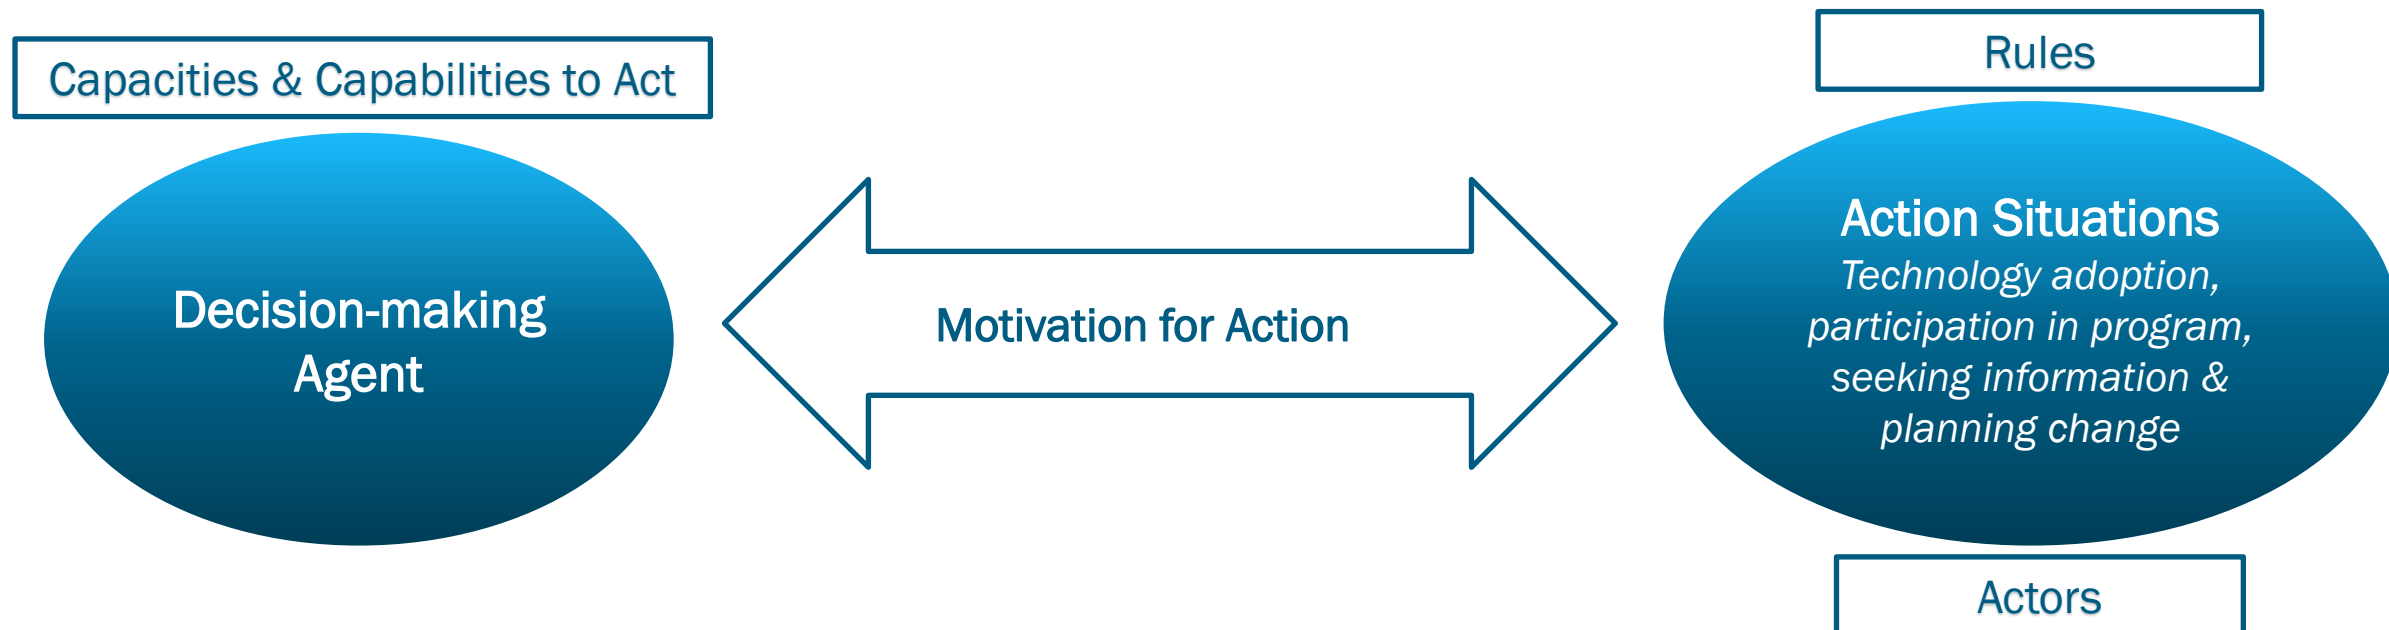 Capacities & Capabilities to Act
Decision-making
Agent
Motivation for Action
Rules
Action Situations
Technology adoption,
participation in program,
seeking information &
planning change
Actors